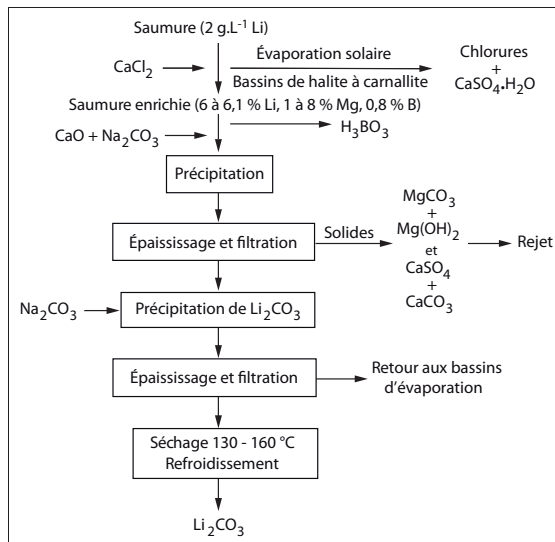 Saumure (2 g.L-1 Li)
CaCl2
Évaporation solaire
Bassins de halite à carnallite
Chlorures
+
CaSO4•H2O
Saumure enrichie (6 à 6,1 % Li, 1 à 8 % Mg, 0,8 % B)
H3BO3
CaO + Na2CO3
Précipitation
Épaississage et filtration
Solides
MgCO3
+
Mg(OH)2
et
CaSO4
+
CaCO3
Rejet
Na2CO3
Précipitation de Li2CO3
Épaississage et filtration
Retour aux bassins
d'évaporation
Séchage 130 - 160 °C
Refroidissement
Li2CO3